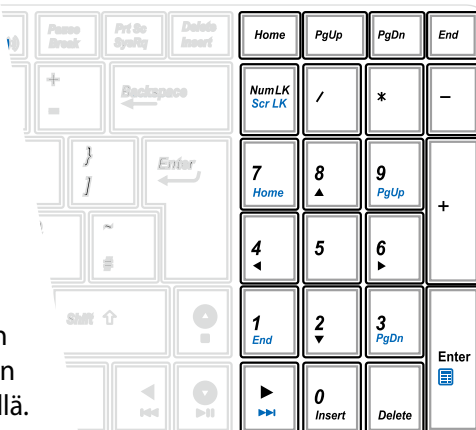 Pause Break
Prt Sc SysRq
Delete Insert
Home
PgUp
PgDn
End
+
=
Backspace
NumLK
Scr LK
/
*
–
}
]
Enter
7
Home
8
9
PgUp
+
~
#
4
5
6
Shift
1
End
2
3
PgDn
Enter
0
Insert
Delete
n
n
llä.